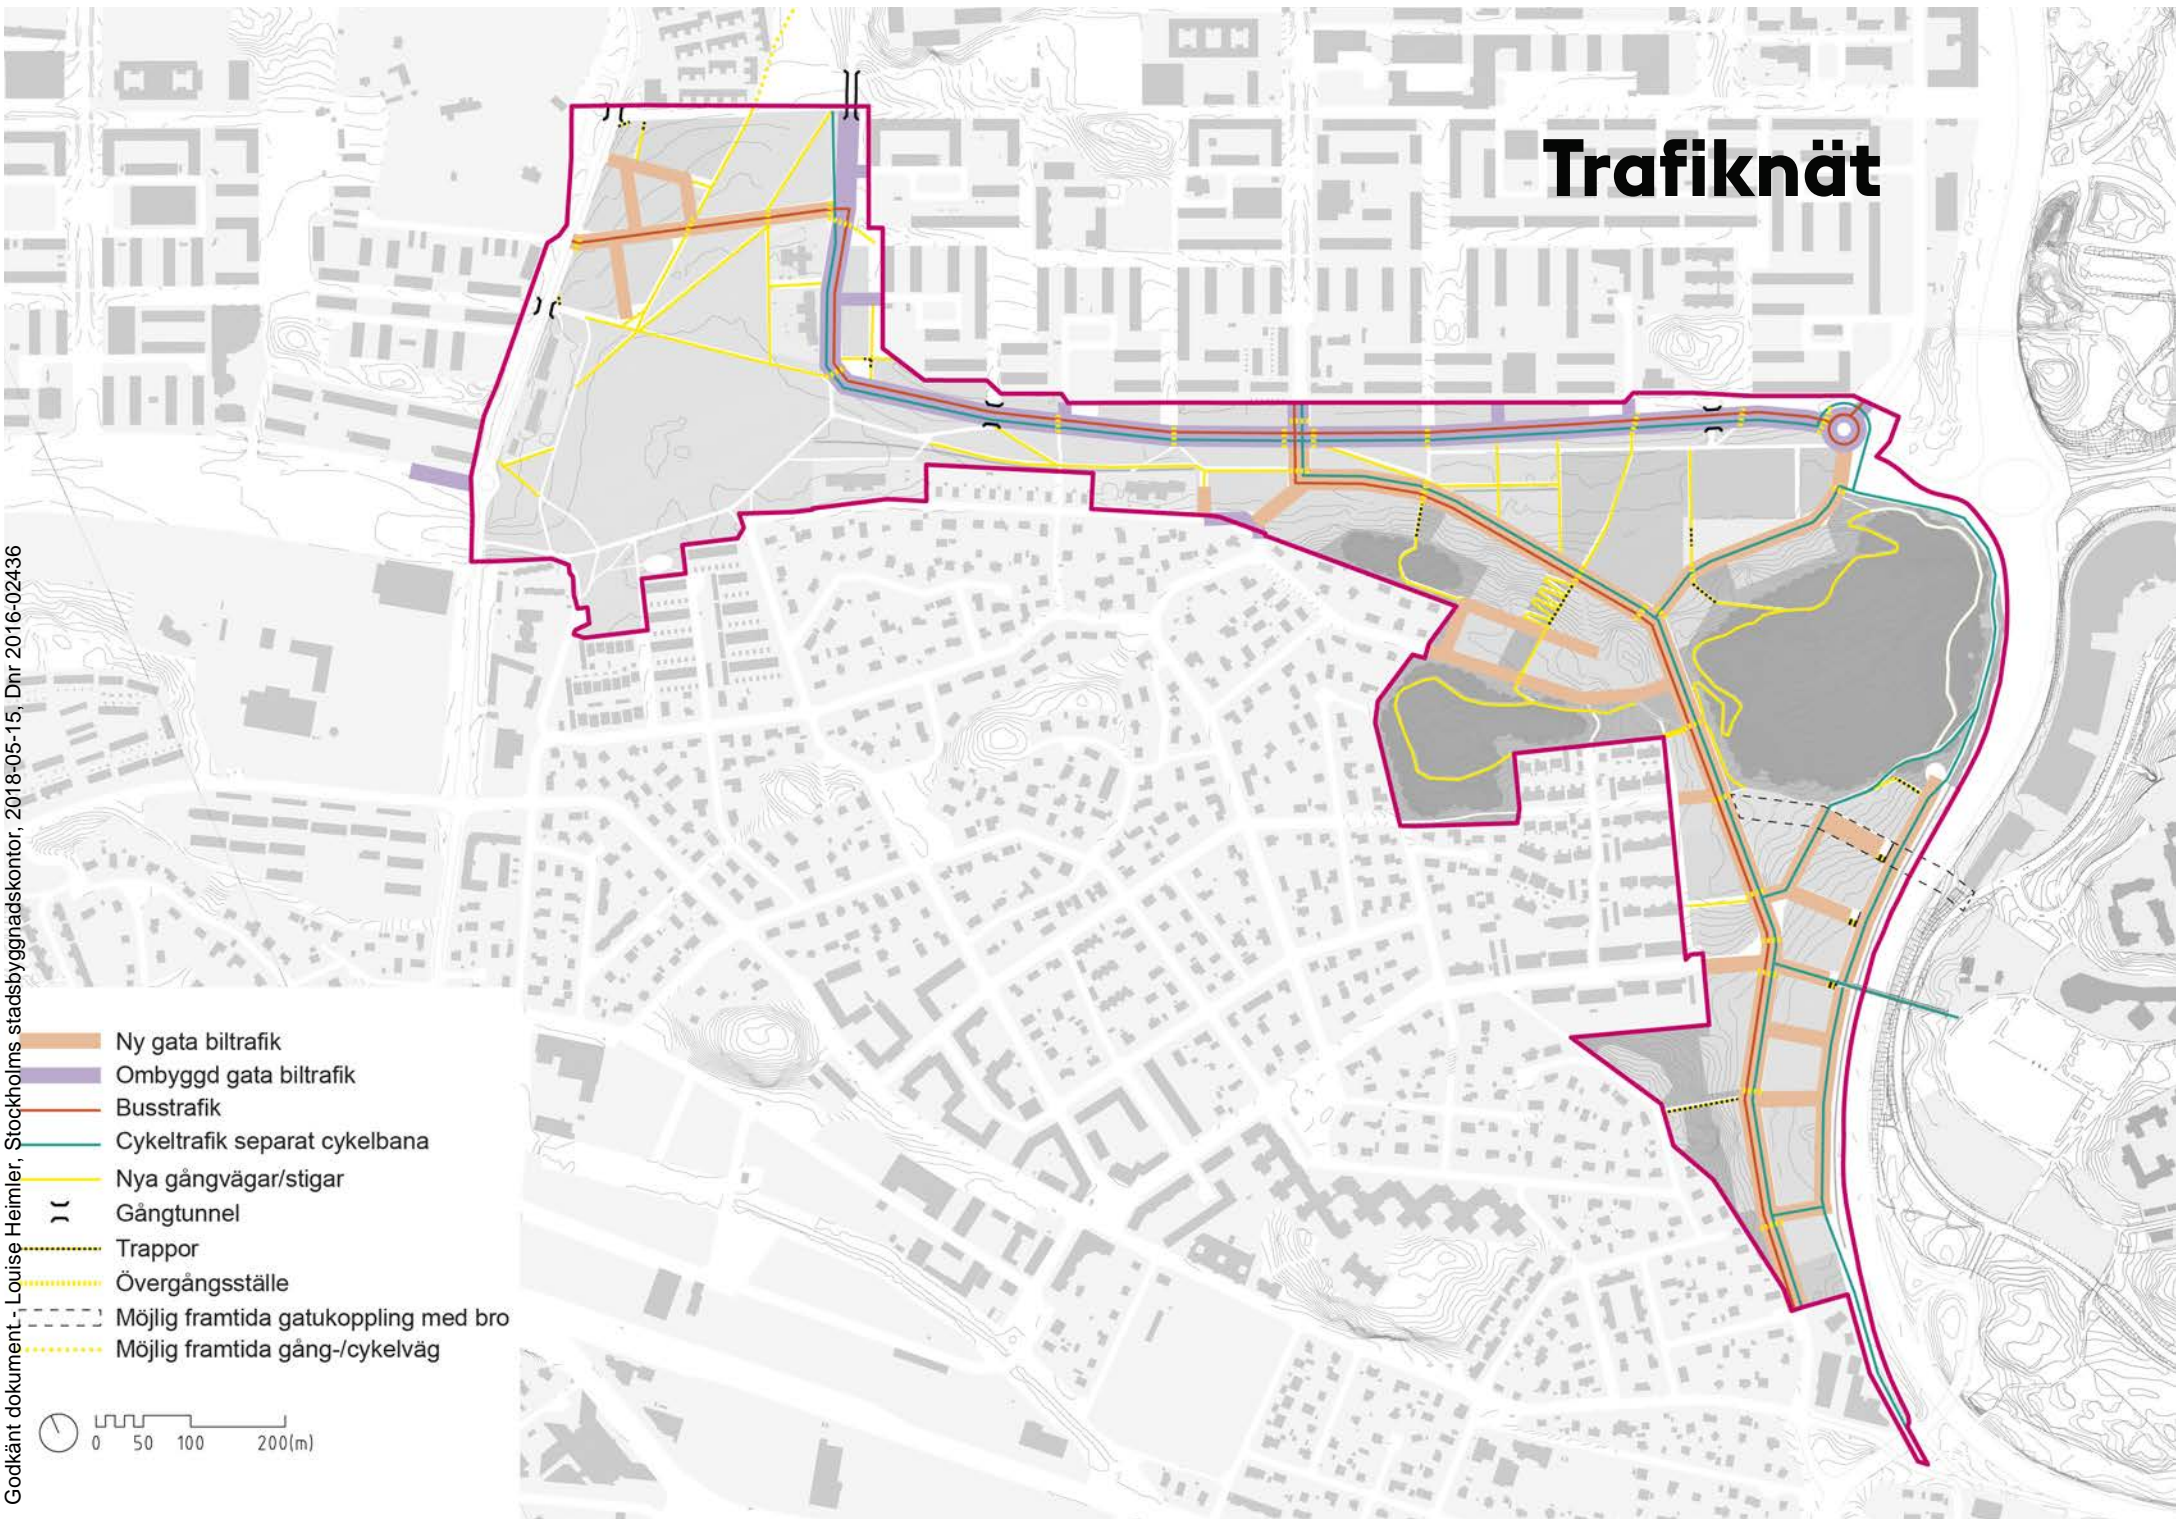 Trafiknät
Godkänt dokument - Louise Heimler, Stockholms stadsbyggnadskontor, 2018-05-15, Dnr 2016-02436
Ny gata biltrafik
Ombyggd gata biltrafik
Busstrafik
Cykeltrafik separat cykelbana
Nya gångvägar/stigar
Gångtunnel
Trappor
Övergångsställe
Möjlig framtida gatukoppling med bro
Möjlig framtida gång-/cykelväg
0 50 100 200(m)